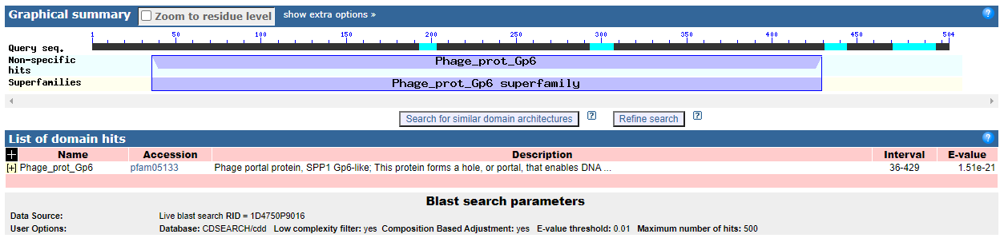 Graphical summary Zoom to residue level show extra options » ?
1 50 100 150 200 250 300 350 400 450 504
Query seq.
Non-specific hits Phage_prot_Gp6
Superfamilies Phage_prot_Gp6 superfamily
Search for similar domain architectures ? Refine search ?
List of domain hits ?
+ Name Accession Description Interval E-value
[+] Phage_prot_Gp6 pfam05133 Phage portal protein, SPP1 Gp6-like; This protein forms a hole, or portal, that enables DNA ... 36-429 1.51e-21
Blast search parameters
Data Source: Live blast search RID = 1D4750P9016
User Options: Database: CDSEARCH/cdd Low complexity filter: yes Composition Based Adjustment: yes E-value threshold: 0.01 Maximum number of hits: 500